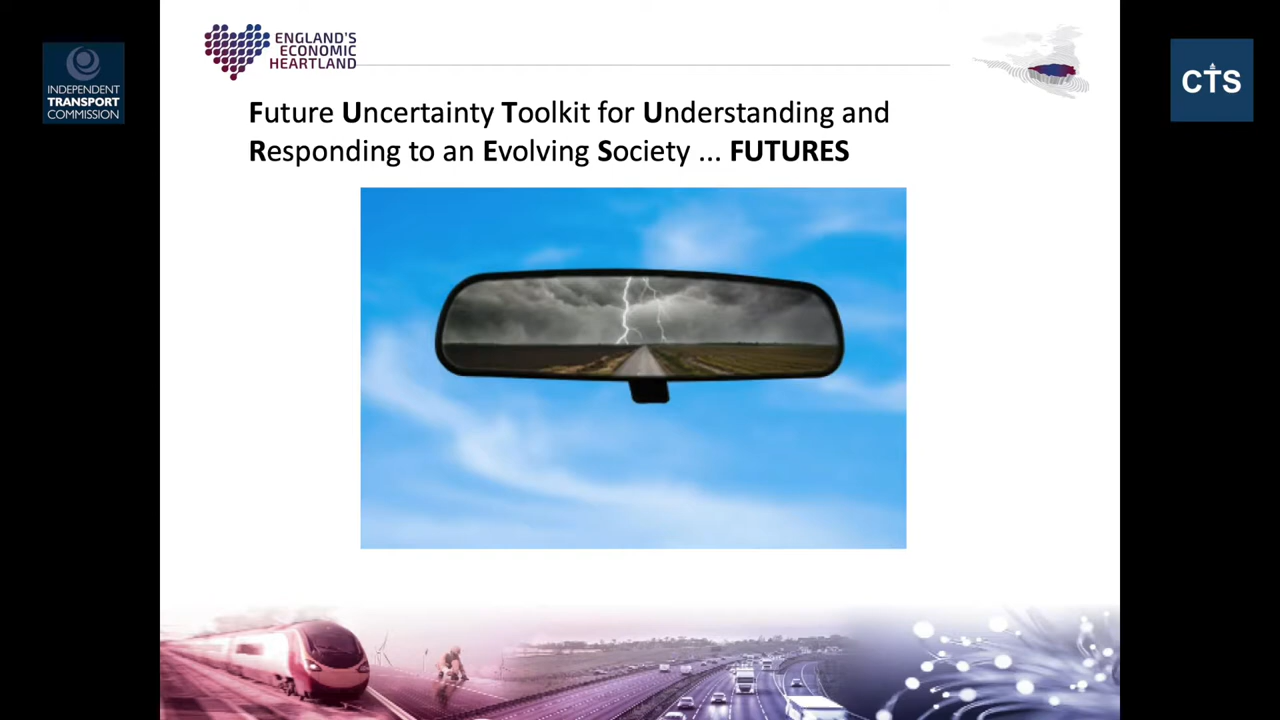 INDEPENDENT
TRANSPORT
COMMISSION
ENGLAND'S
ECONOMIC
HEARTLAND
CTS
Future Uncertainty Toolkit for Understanding and
Responding to an Evolving Society ... FUTURES